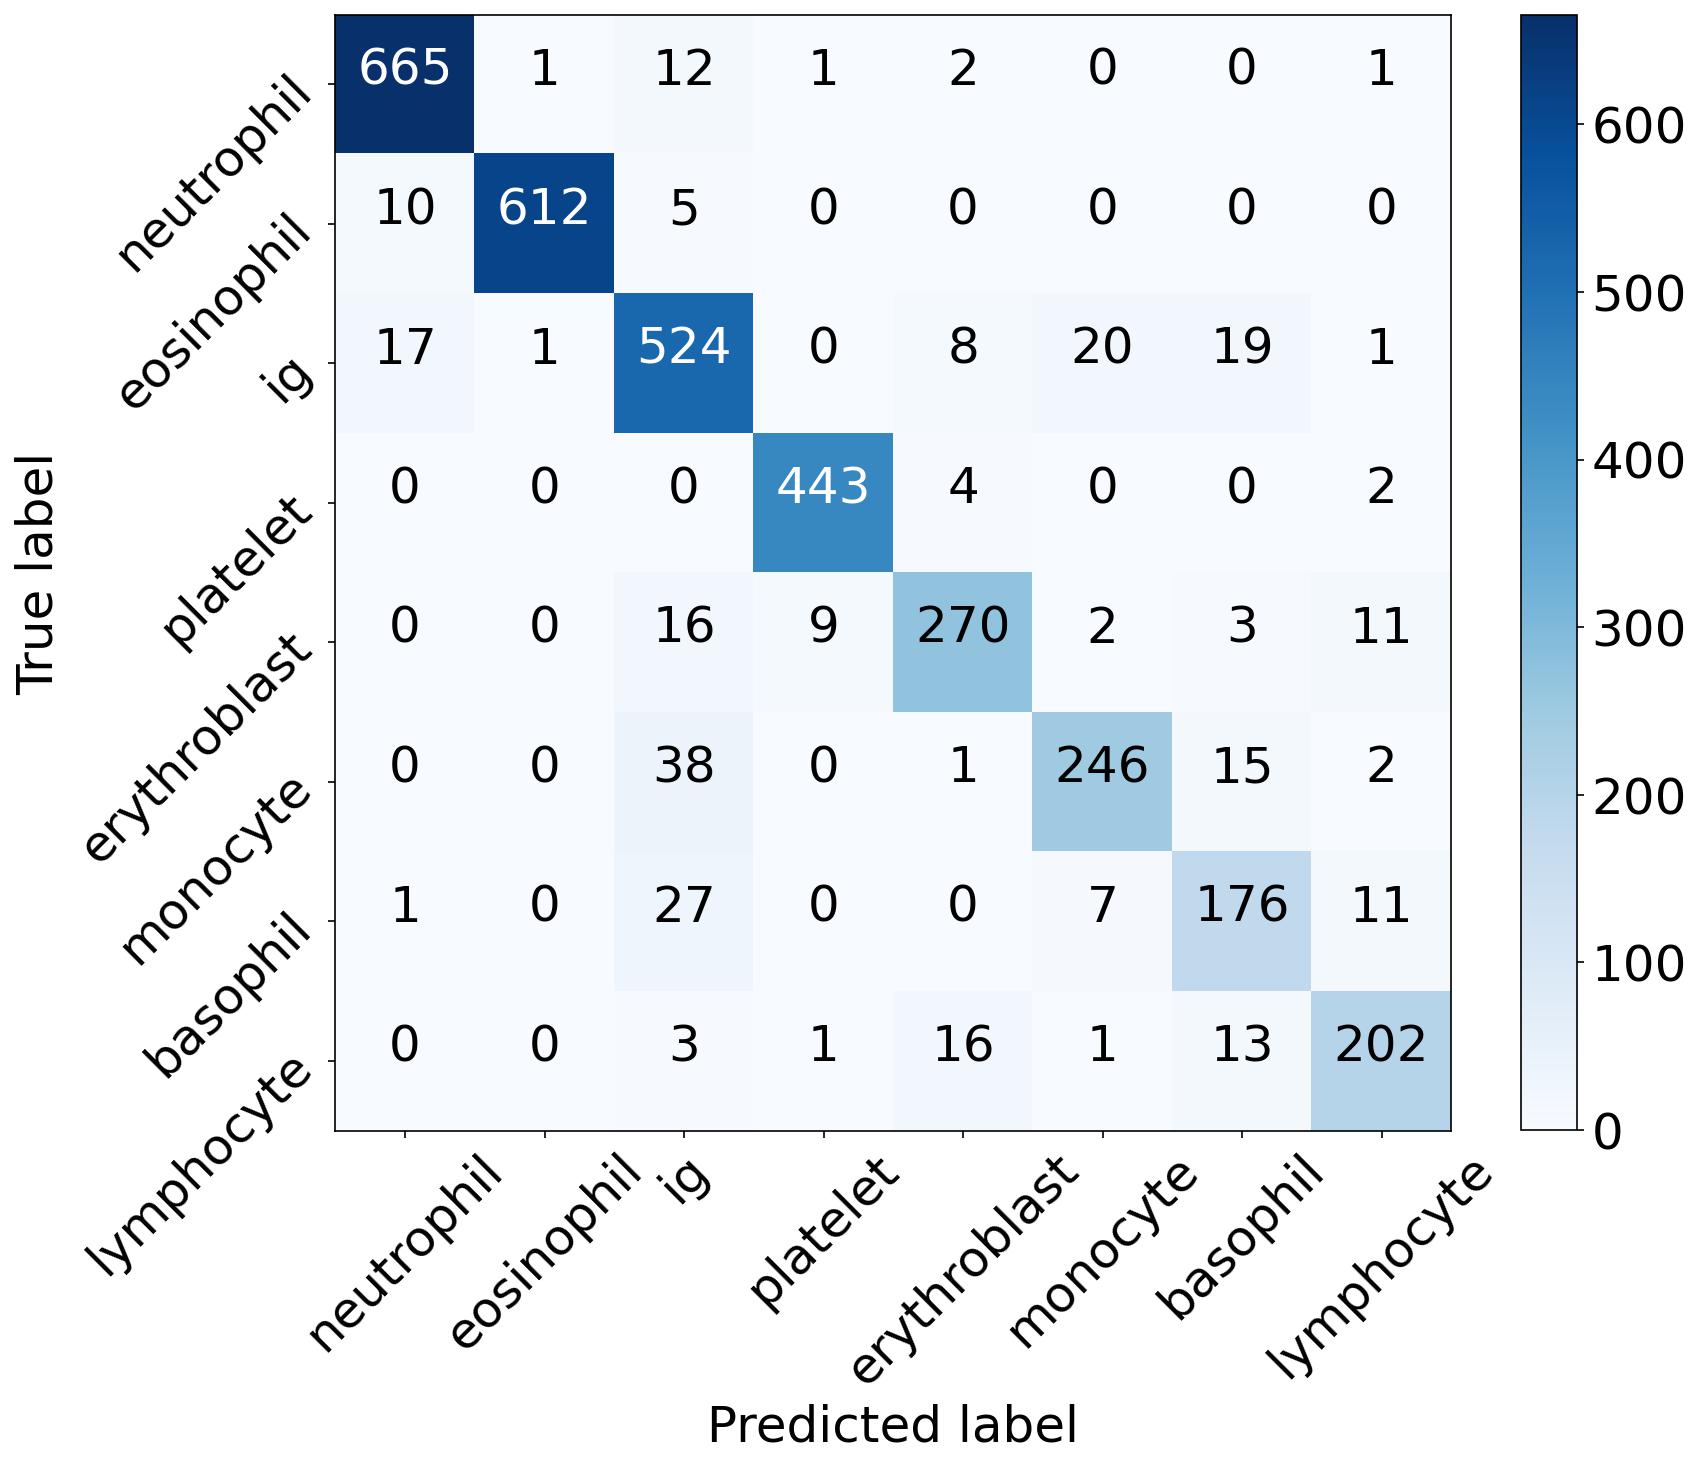 True label
neutrophil 665 1 12 1 2 0 0 1
eosinophil 10 612 5 0 0 0 0 0
ig 17 1 524 0 8 20 19 1
platelet 0 0 0 443 4 0 0 2
erythroblast 0 0 16 9 270 2 3 11
monocyte 0 0 38 0 1 246 15 2
basophil 1 0 27 0 0 7 176 11
lymphocyte 0 0 3 1 16 1 13 202
neutrophil eosinophil ig platelet erythroblast monocyte basophil lymphocyte
Predicted label
600
500
400
300
200
100
0